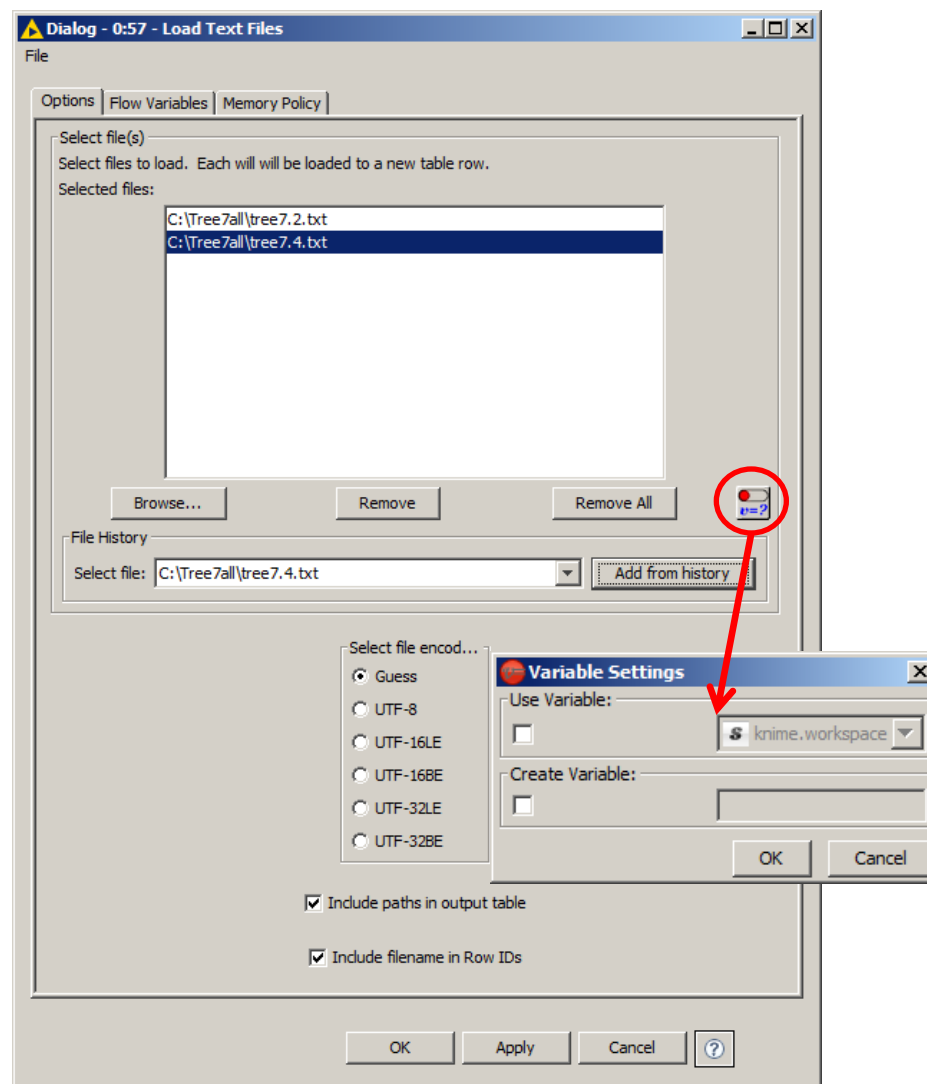 Dialog - 0:57 - Load Text Files
File
Options Flow Variables Memory Policy
Select file(s)
Select files to load. Each will will be loaded to a new table row.
Selected files:
C:\Tree7all\tree7.2.txt
C:\Tree7all\tree7.4.txt
Browse... Remove Remove All v=?
File History
Select file: C:\Tree7all\tree7.4.txt Add from history
Select file encod...
Guess
UTF-8
UTF-16LE
UTF-16BE
UTF-32LE
UTF-32BE
Variable Settings
Use Variable:
s knime.workspace
Create Variable:
OK Cancel
Include paths in output table
Include filename in Row IDs
OK Apply Cancel ?